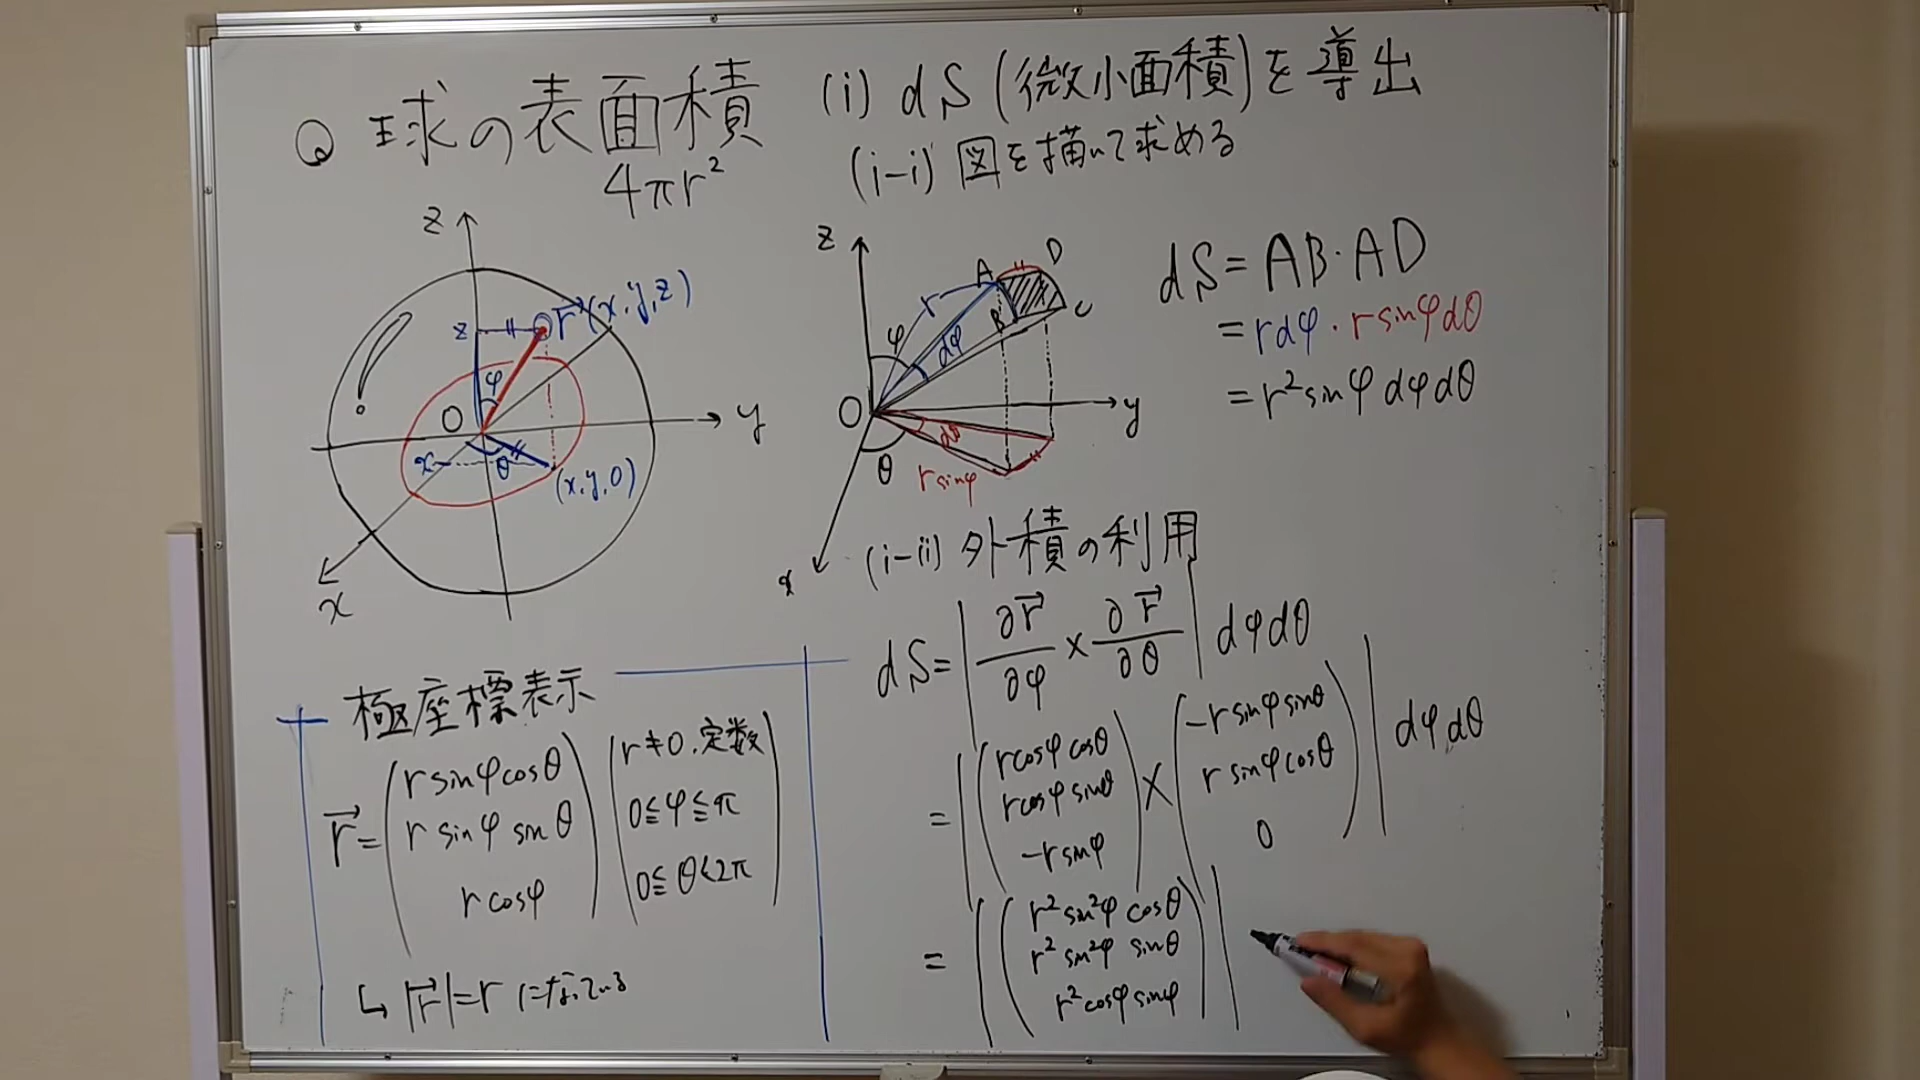 Q 球の表面積
4πr²
(i) dS (微小面積)を導出
(i-i) 図を描いて求める
z
z
r⃗(x,y,z)
φ
O
y
x
θ
(x,y,0)
x
z
A
D
r
B
C
φ
dφ
O
y
dθ
θ
r sinφ
x
dS = AB・AD
= r dφ・r sinφ dθ
= r² sinφ dφ dθ
(i-ii) 外積の利用
dS = | ∂r⃗/∂φ × ∂r⃗/∂θ | dφ dθ
= | ( r cosφ cosθ
r cosφ sinθ
-r sinφ ) × ( -r sinφ sinθ
r sinφ cosθ
0 ) | dφ dθ
= | ( r² sin²φ cosθ
r² sin²φ sinθ
r² cosφ sinφ ) |
極座標表示
r⃗ = ( r sinφ cosθ
r sinφ sinθ
r cosφ )
( r≠0, 定数
0≦φ≦π
0≦θ<2π )
↳ |r⃗| = r になっている